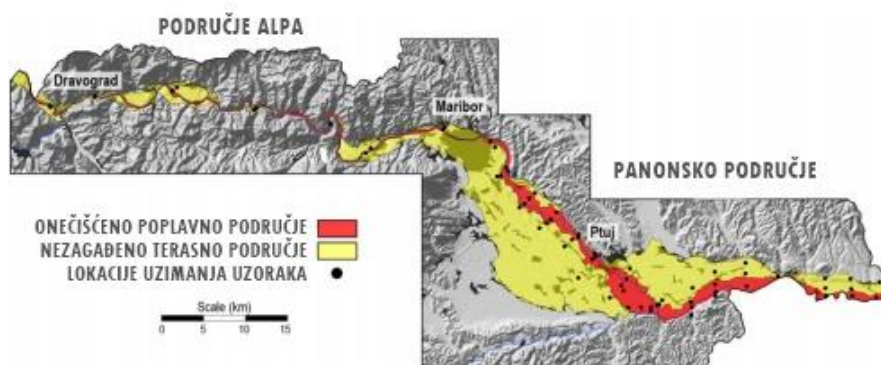 PODRUČJE ALPA
Dravograd
Maribor
PANONSKO PODRUČJE
ONEČIŠĆENO POPLAVNO PODRUČJE
NEZAGAĐENO TERASNO PODRUČJE
LOKACIJE UZIMANJA UZORAKA
Ptuj
Scale (km)
0 5 10 15